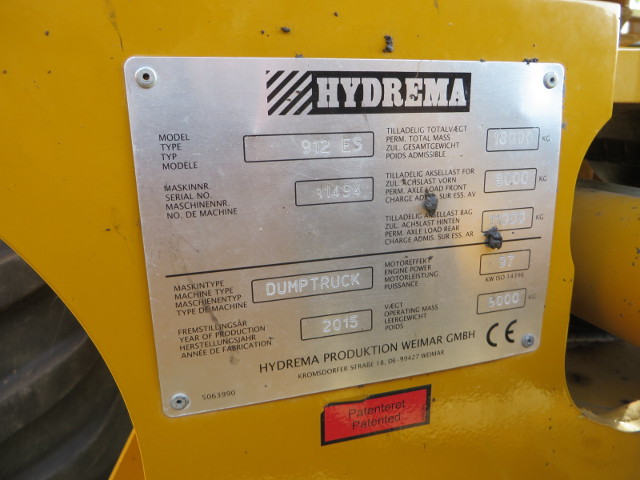 HYDREMA
MODEL
TYPE
TYP
MODELE
912 ES
TILLADELIG TOTALVÆGT
PERM. TOTAL MASS
ZUL. GESAMTGEWICHT
POIDS ADMISSIBLE
KG
MASKINNR.
SERIAL NO.
MASCHINENNR.
NO. DE MACHINE
11494
TILLADELIG AKSELLAST FOR
ZUL. ACHSLAST VORN
PERM. AXLE LOAD FRONT
CHARGE ADMIS. SUR ESS. AV
KG
TILLADELIG AKSELLAST BAG
ZUL. ACHSLAST HINTEN
PERM. AXLE LOAD REAR
CHARGE ADMIS. SUR ESS. AR
KG
MASKINTYPE
MACHINE TYPE
MASCHIENENTYP
TYPE DE MACHINE
DUMPTRUCK
MOTOREFFEKT
ENGINE POWER
MOTORLEISTUNG
PUISSANCE
97
KW ISO 14396
FREMSTILLINGSÅR
YEAR OF PRODUCTION
HERSTELLUNGSJAHR
ANNÉE DE FABRICATION
2015
VÆGT
OPERATING MASS
LEERGEWICHT
POIDS
KG
HYDREMA PRODUKTION WEIMAR GMBH
KROMSDORFER STRAßE 18, D6-99427 WEIMAR
CE
5063990
Patenteret
Patented